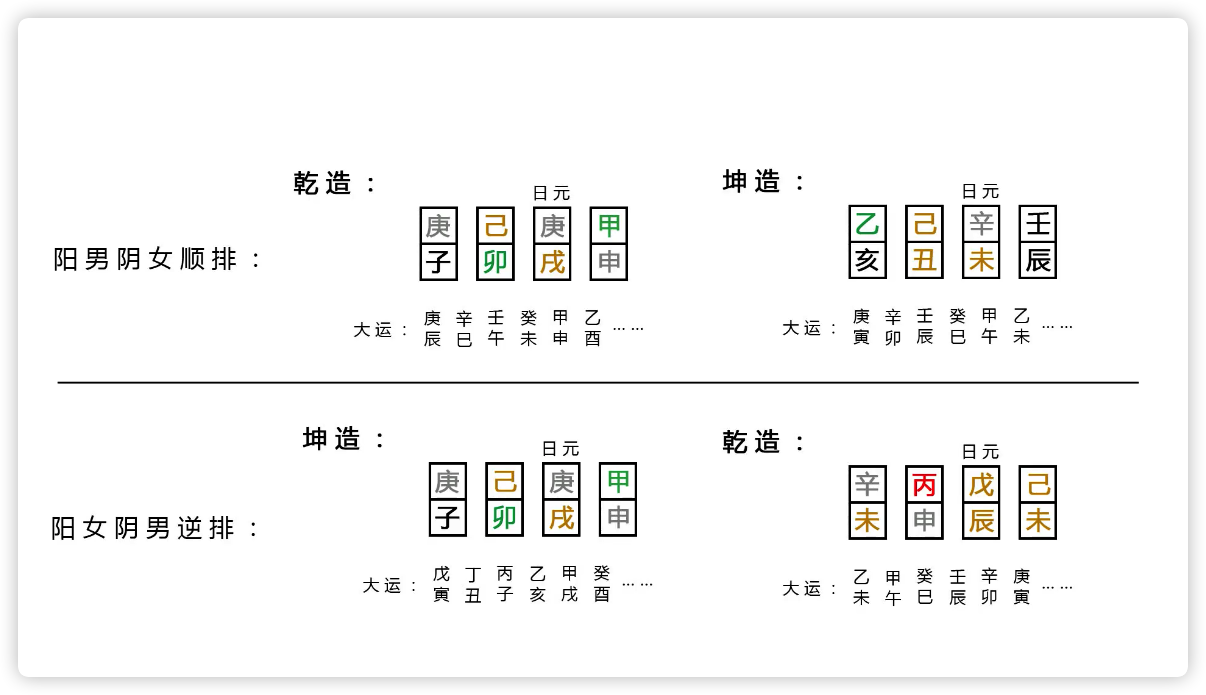 乾造：
坤造：
日元
日元
阳男阴女顺排：
庚 己 庚 甲
子 卯 戌 申
乙 己 辛 壬
亥 丑 未 辰
大运：
庚 辛 壬 癸 甲 乙
辰 巳 午 未 申 酉
……
大运：
庚 辛 壬 癸 甲 乙
寅 卯 辰 巳 午 未
……
坤造：
乾造：
日元
日元
阳女阴男逆排：
庚 己 庚 甲
子 卯 戌 申
辛 丙 戊 己
未 申 辰 未
大运：
戊 丁 丙 乙 甲 癸
寅 丑 子 亥 戌 酉
……
大运：
乙 甲 癸 壬 辛 庚
未 午 巳 辰 卯 寅
……